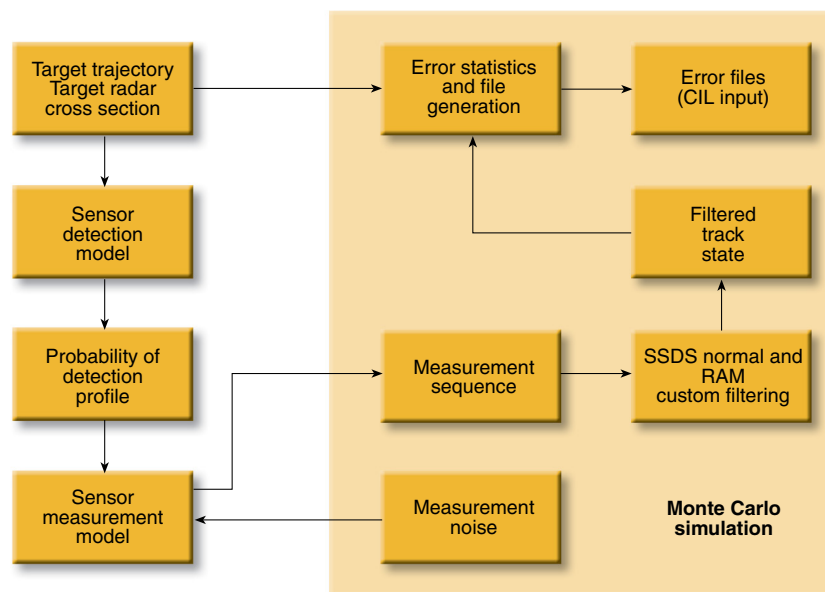 Target trajectory
Target radar
cross section
Error statistics
and file
generation
Error files
(CIL input)
Sensor
detection
model
Filtered
track
state
Probability of
detection
profile
Measurement
sequence
SSDS normal and
RAM
custom filtering
Sensor
measurement
model
Measurement
noise
Monte Carlo
simulation